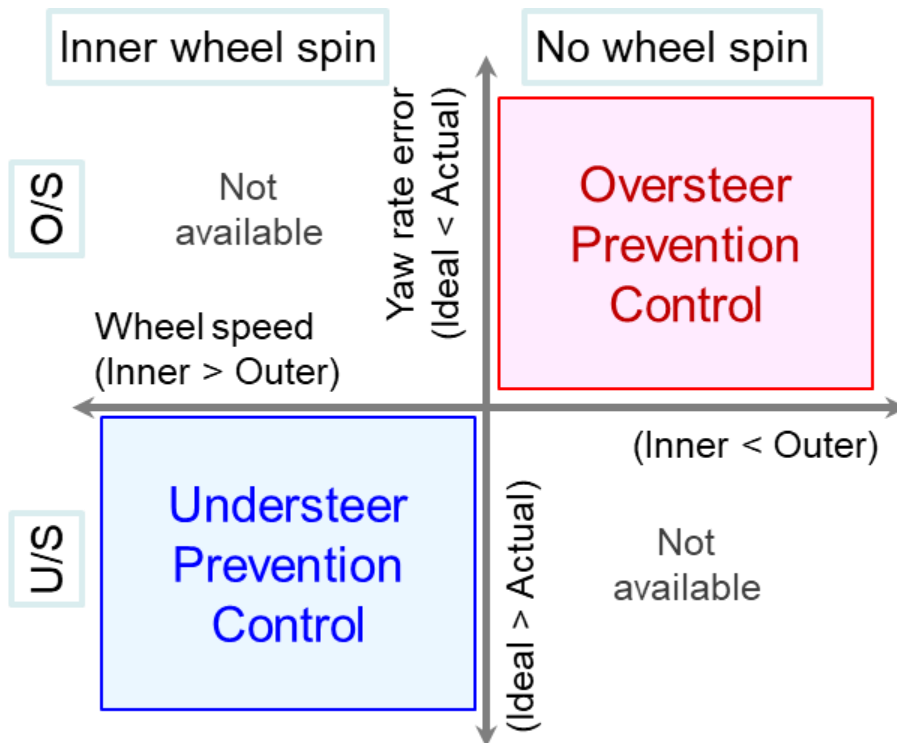 Inner wheel spin
No wheel spin
O/S
Not
available
Yaw rate error
(Ideal < Actual)
Oversteer
Prevention
Control
Wheel speed
(Inner > Outer)
(Inner < Outer)
U/S
Understeer
Prevention
Control
(Ideal > Actual)
Not
available